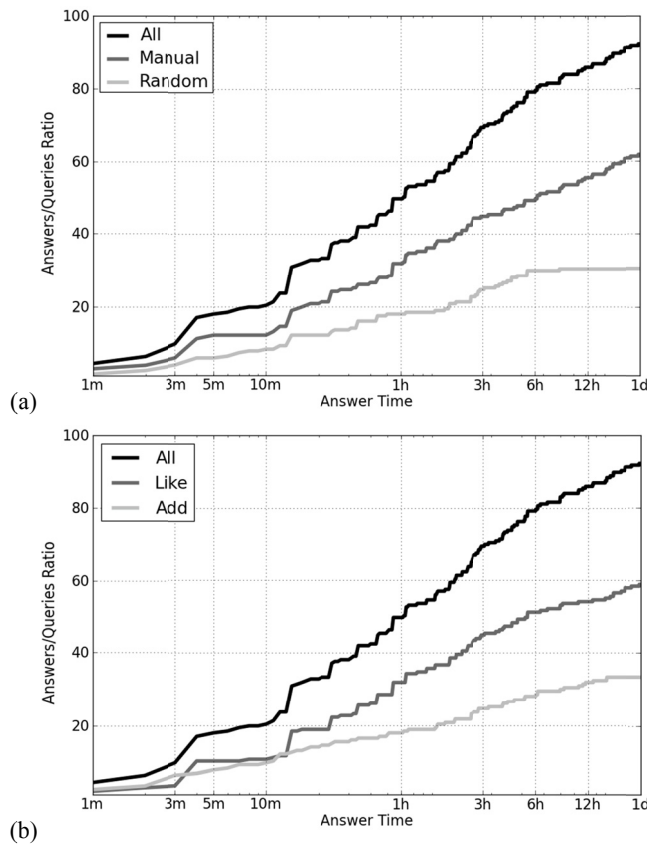 100
All
Manual
Random
80
60
40
20
Answers/Queries Ratio
1m 3m 5m 10m 1h 3h 6h 12h 1d
Answer Time
(a)
100
All
Like
Add
80
60
40
20
Answers/Queries Ratio
1m 3m 5m 10m 1h 3h 6h 12h 1d
Answer Time
(b)